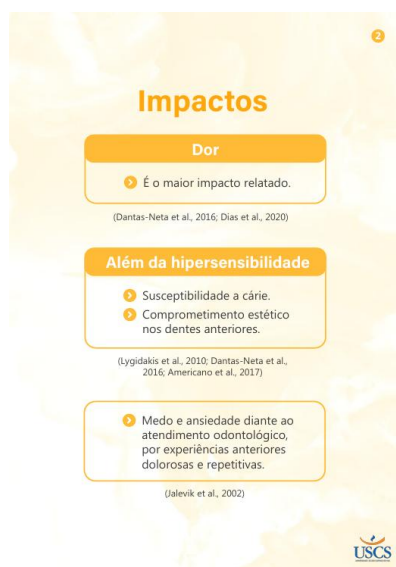 2
Impactos
Dor
É o maior impacto relatado.
(Dantas-Neta et al., 2016; Dias et al., 2020)
Além da hipersensibilidade
Susceptibilidade a cárie.
Comprometimento estético
nos dentes anteriores.
(Lygidakis et al., 2010; Dantas-Neta et al.,
2016; Americano et al., 2017)
Medo e ansiedade diante ao
atendimento odontológico,
por experiências anteriores
dolorosas e repetitivas.
(Jalevik et al., 2002)
USCS